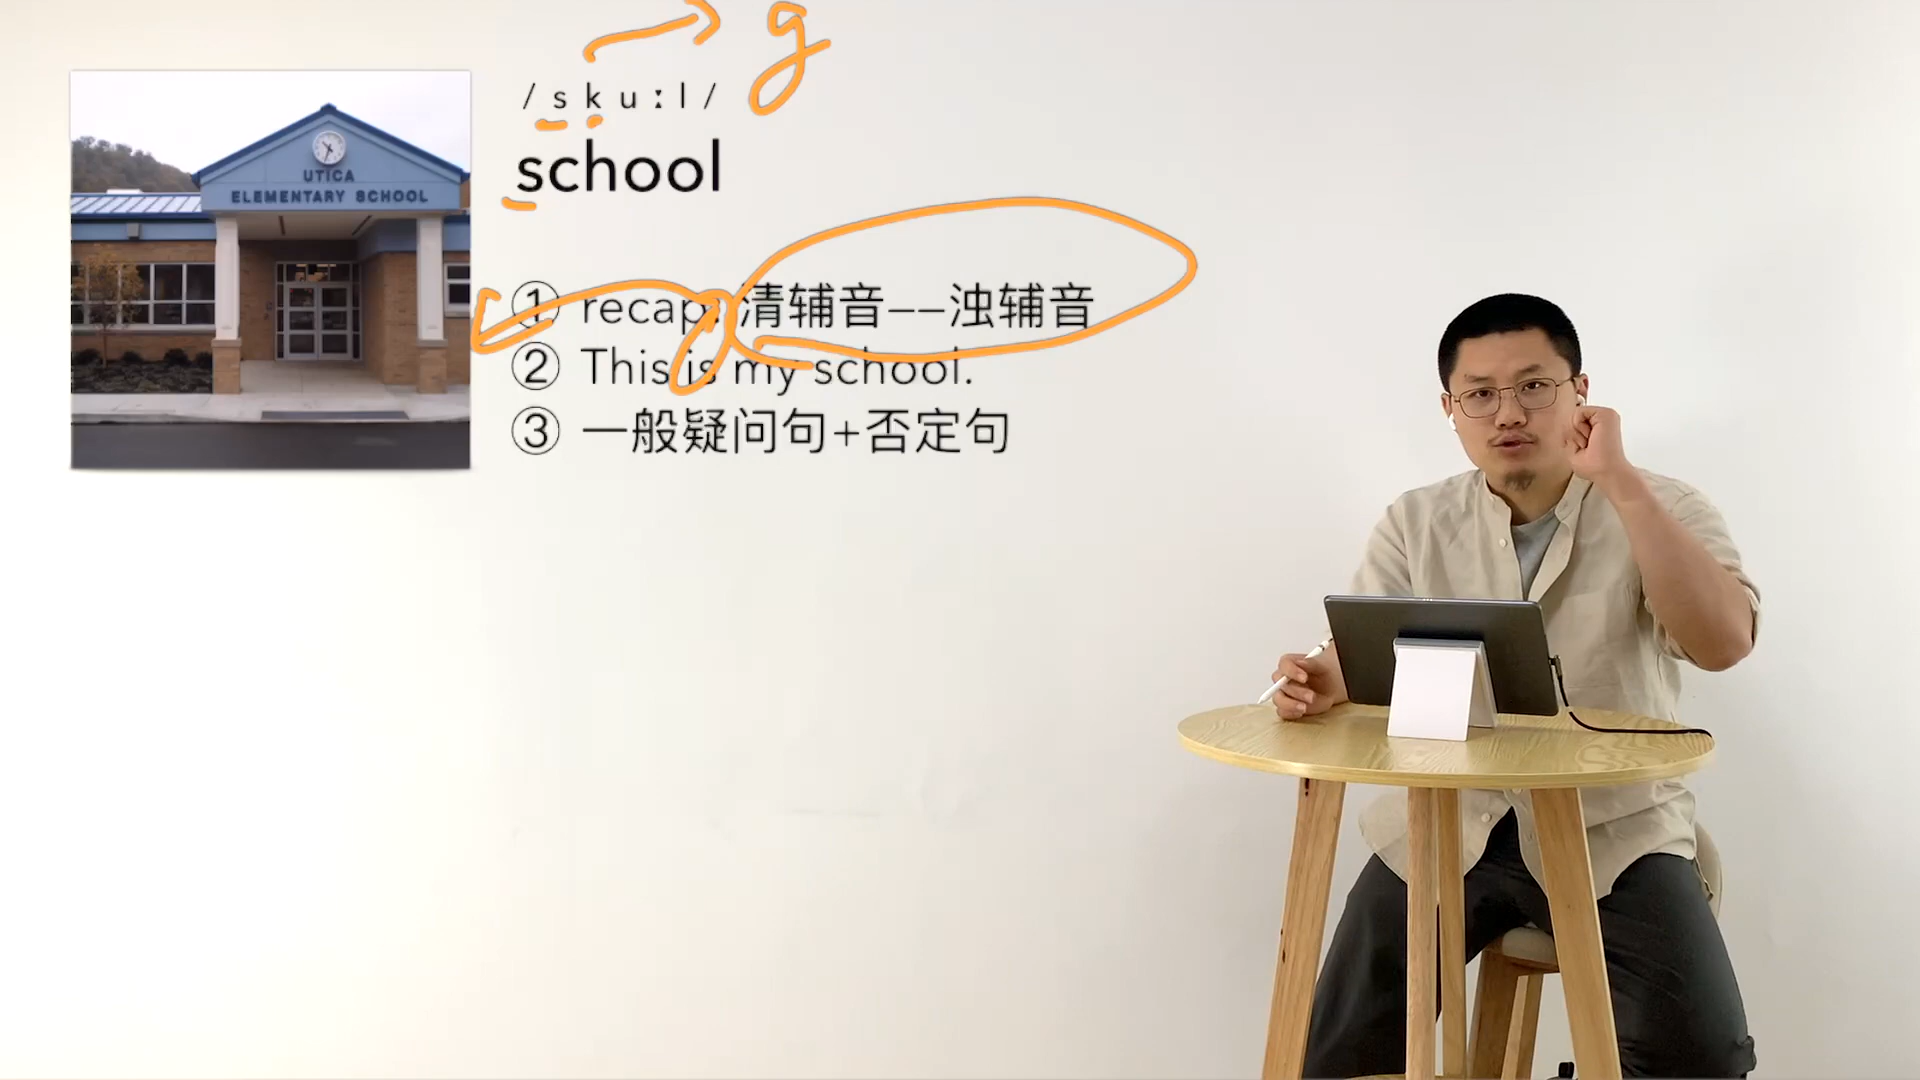 g
/sku:l/
school
UTICA
ELEMENTARY SCHOOL
① recap: 清辅音——浊辅音
② This is my school.
③ 一般疑问句+否定句